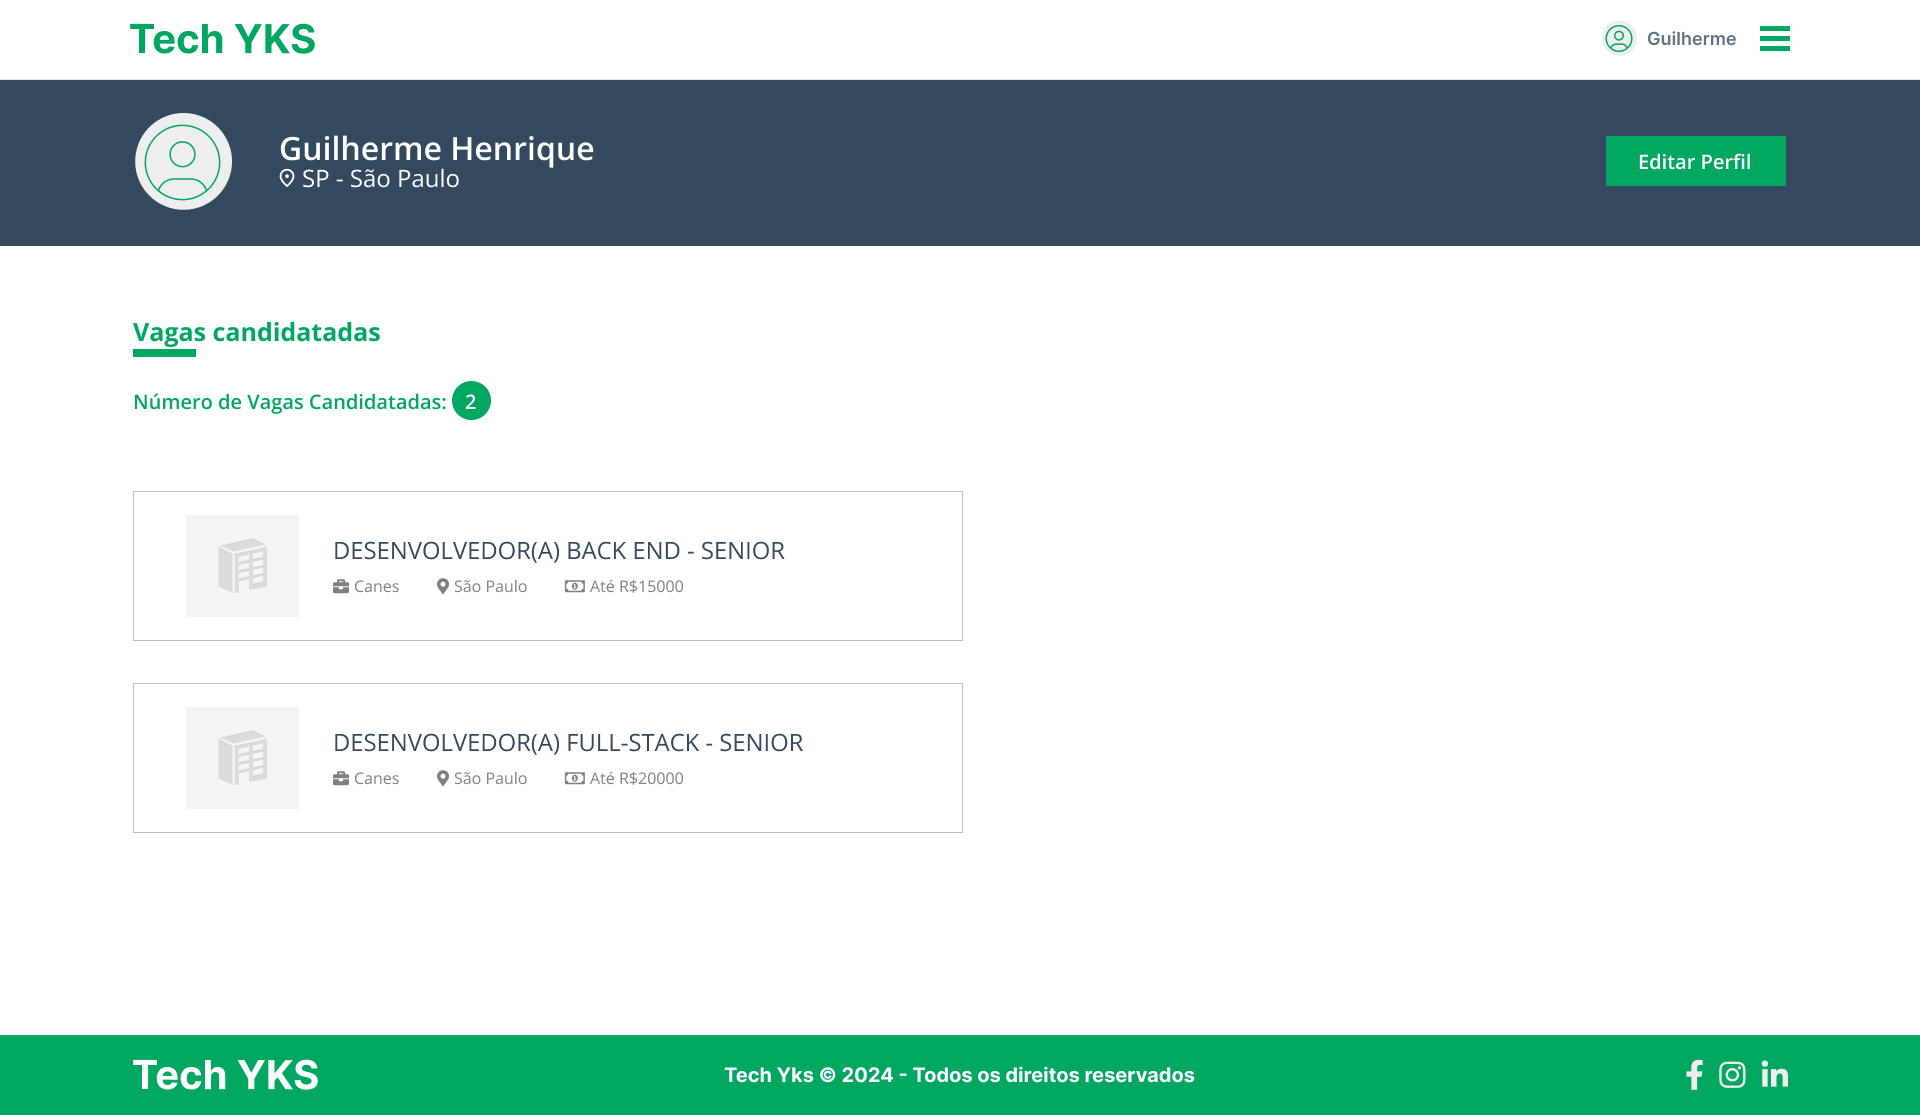 Tech YKS
Guilherme
Guilherme Henrique
SP - São Paulo
Editar Perfil
Vagas candidatadas
Número de Vagas Candidatadas: 2
DESENVOLVEDOR(A) BACK END - SENIOR
Canes São Paulo Até R$15000
DESENVOLVEDOR(A) FULL-STACK - SENIOR
Canes São Paulo Até R$20000
Tech YKS
Tech Yks © 2024 - Todos os direitos reservados